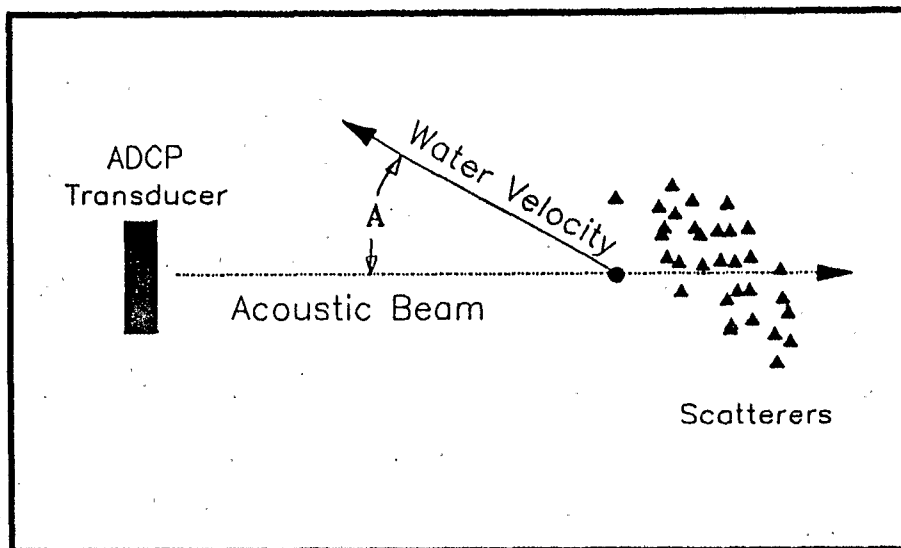 ADCP
Transducer
Water Velocity
A
Acoustic Beam
Scatterers